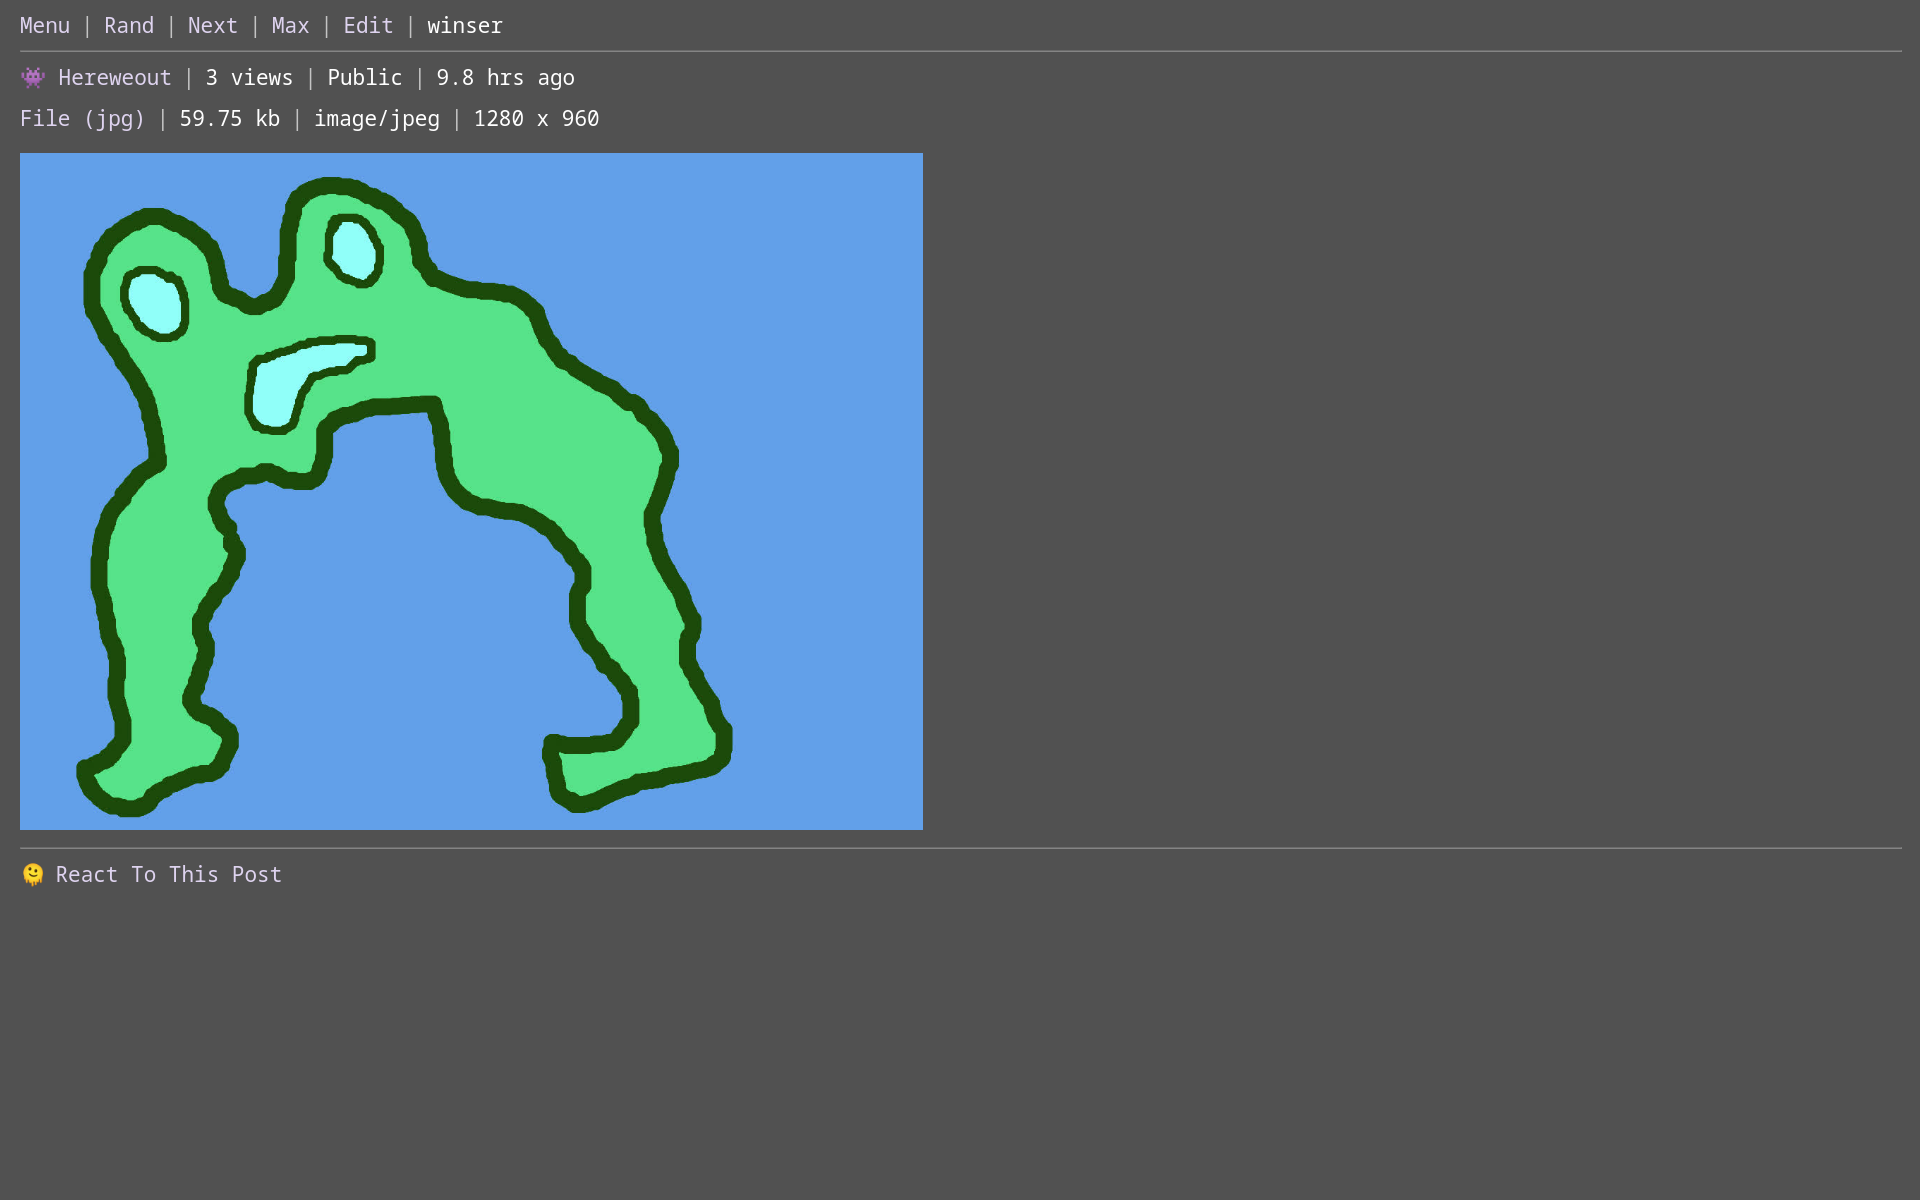 Menu | Rand | Next | Max | Edit | winser
👾 Hereweout | 3 views | Public | 9.8 hrs ago
File (jpg) | 59.75 kb | image/jpeg | 1280 x 960
🫠 React To This Post